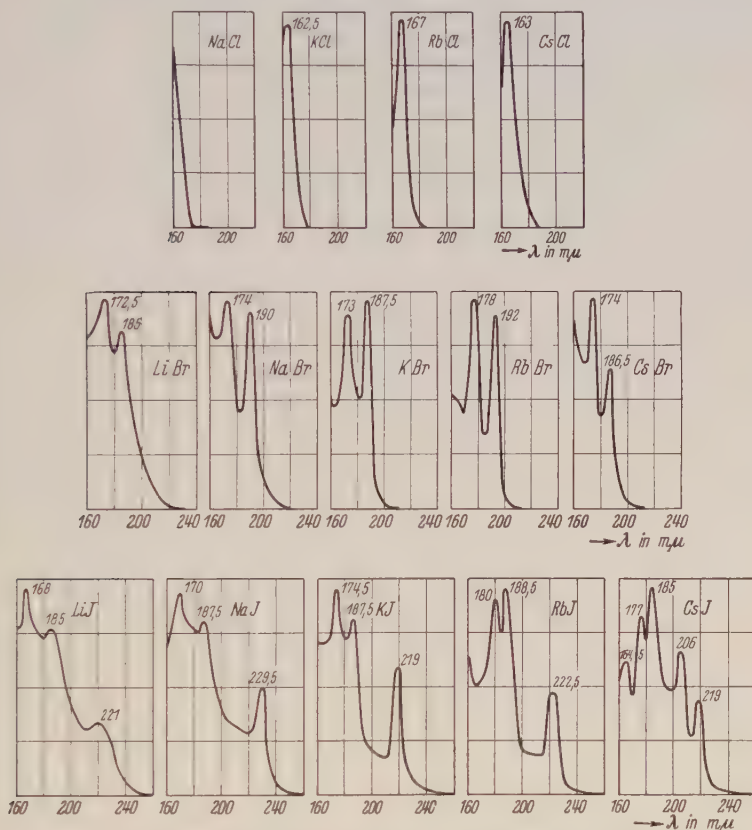 NaCl 162,5 KCl 167 RbCl 163 CsCl
160 200 160 200 160 200 160 200
λ in mμ
172,5 185 LiBr 174 190 NaBr 173 187,5 KBr 178 192 RbBr 174 186,5 CsBr
160 200 240 160 200 240 160 200 240 160 200 240 160 200 240
λ in mμ
168 185 LiJ 221 170 187,5 NaJ 229,5 174,5 187,5 KJ 219 180 188,5 RbJ 222,5 177 185 CsJ 206 219
160 200 240 160 200 240 160 200 240 160 200 240 160 200 240
λ in mμ